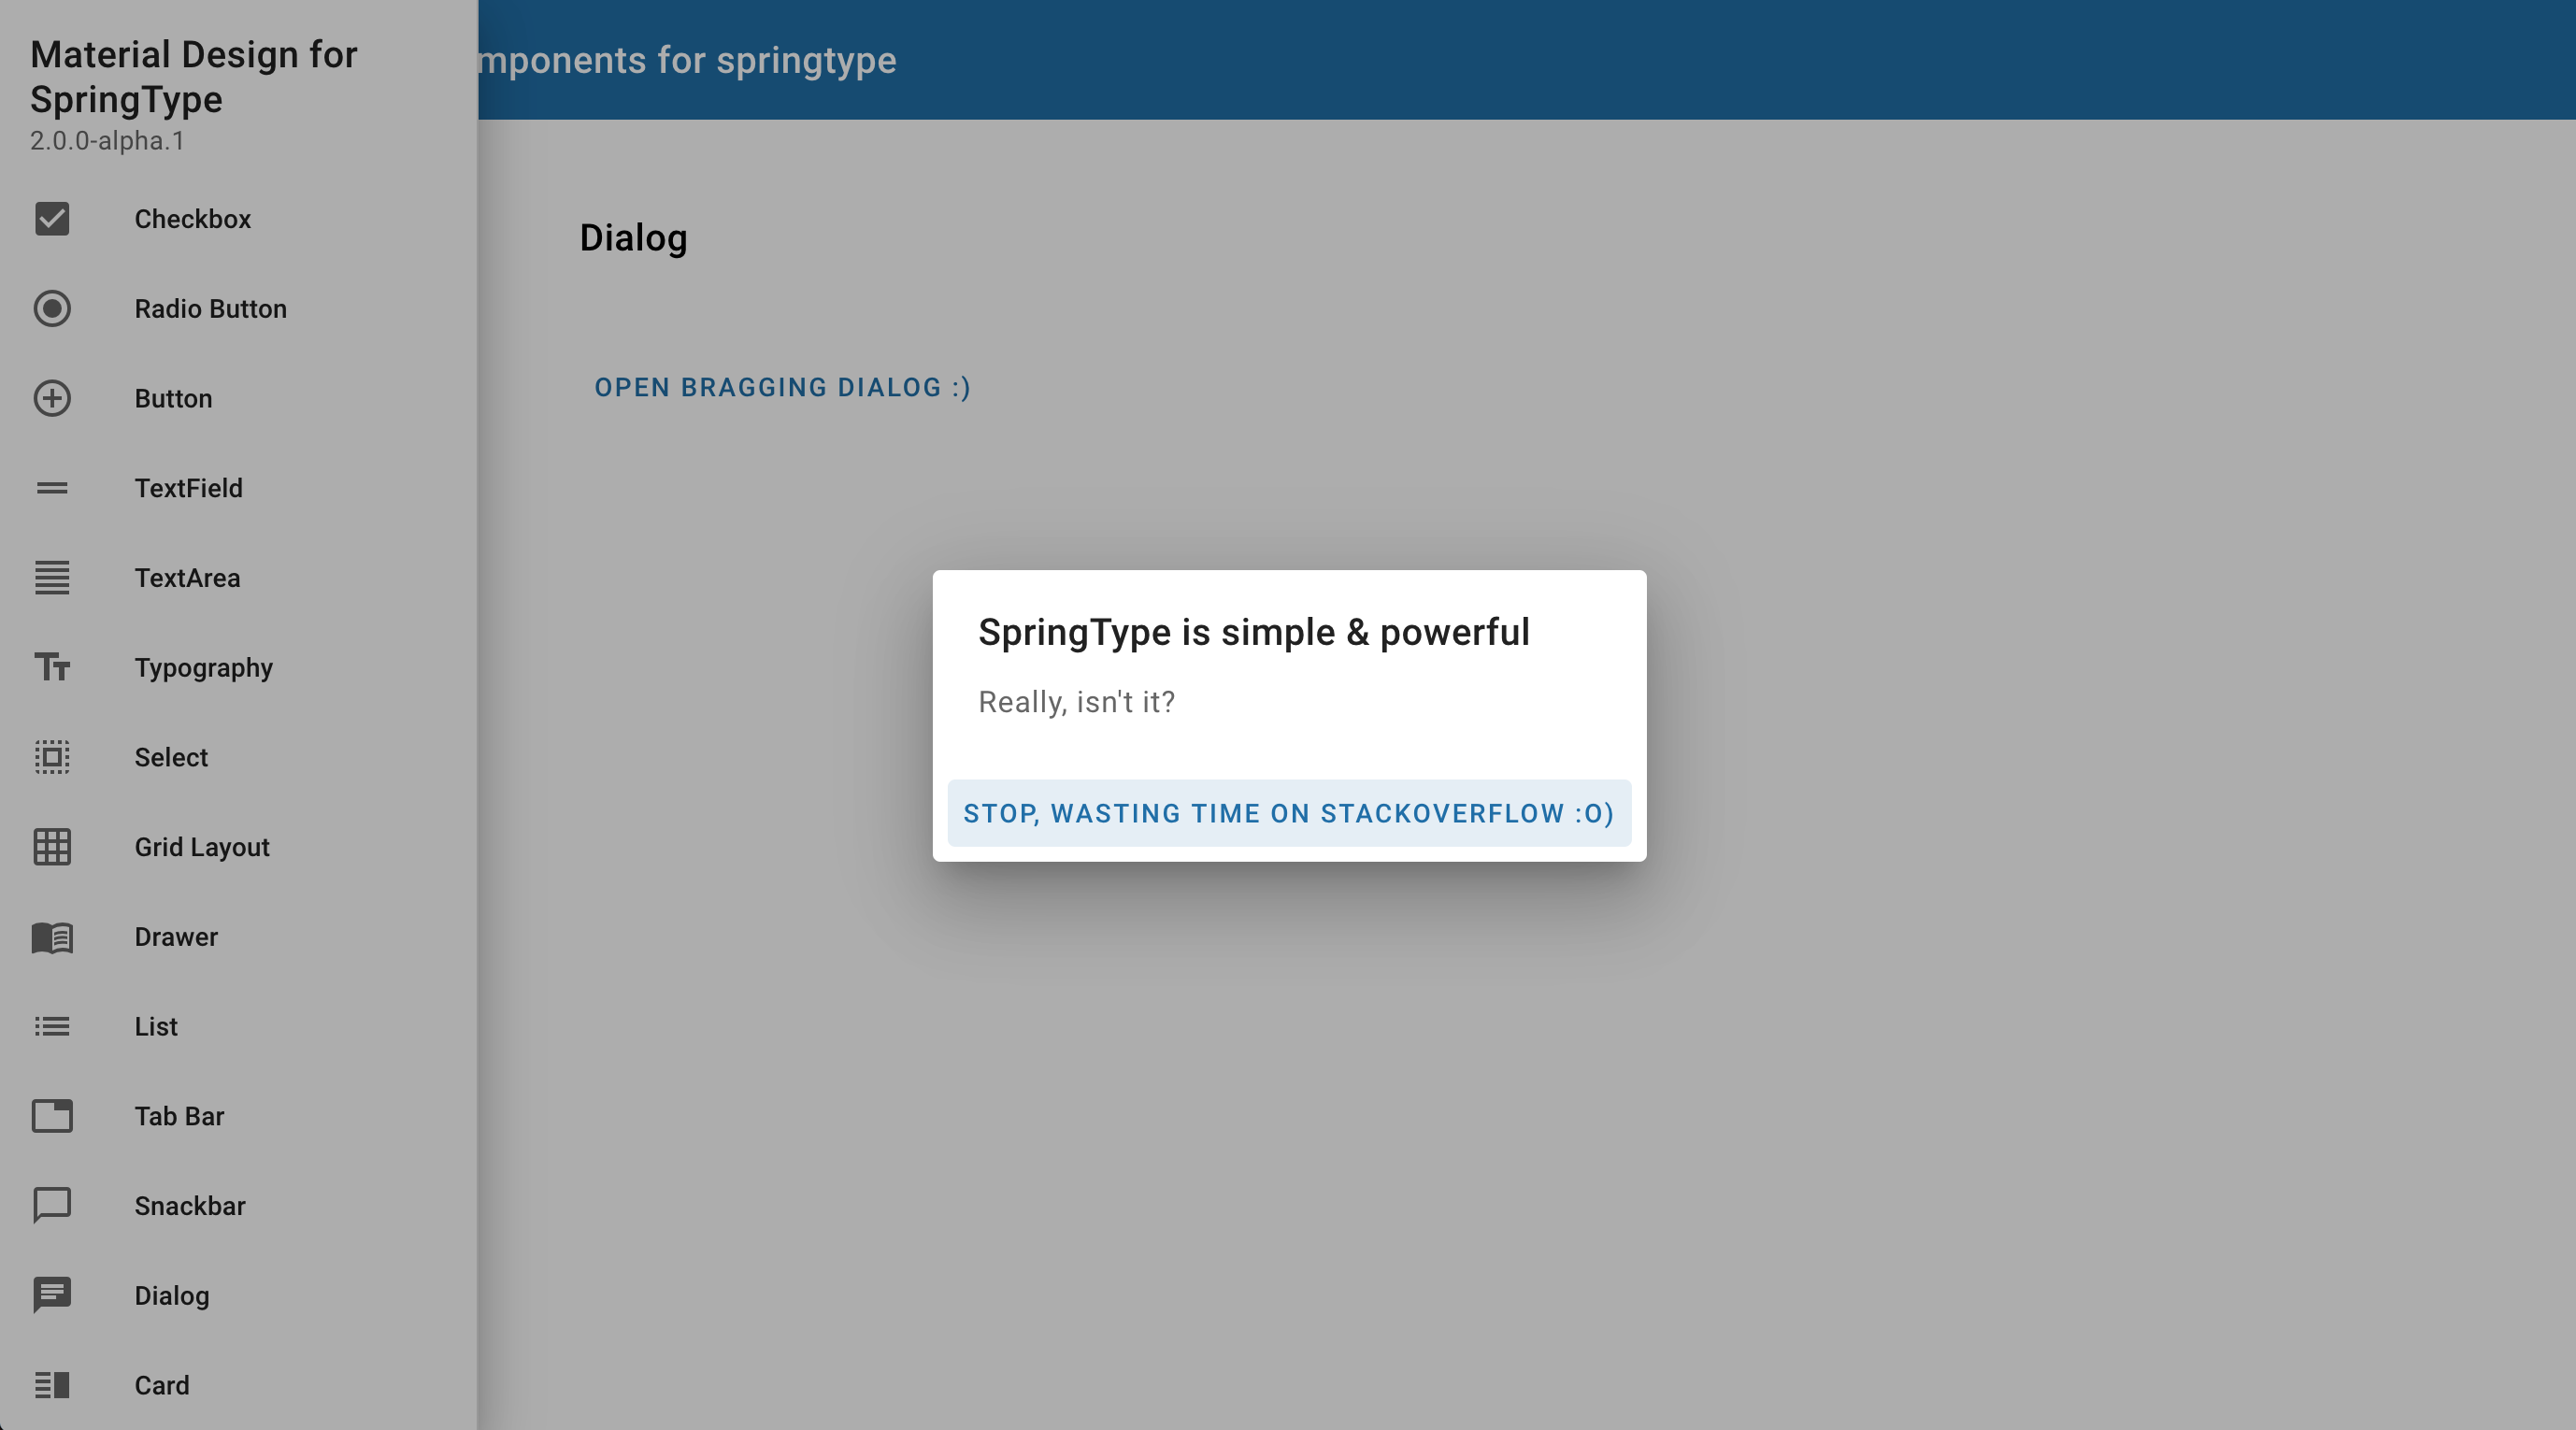 Material Design for
SpringType
2.0.0-alpha.1
Checkbox
Radio Button
Button
TextField
TextArea
Typography
Select
Grid Layout
Drawer
List
Tab Bar
Snackbar
Dialog
Card
mponents for springtype
Dialog
OPEN BRAGGING DIALOG :)
SpringType is simple & powerful
Really, isn't it?
STOP, WASTING TIME ON STACKOVERFLOW :O)